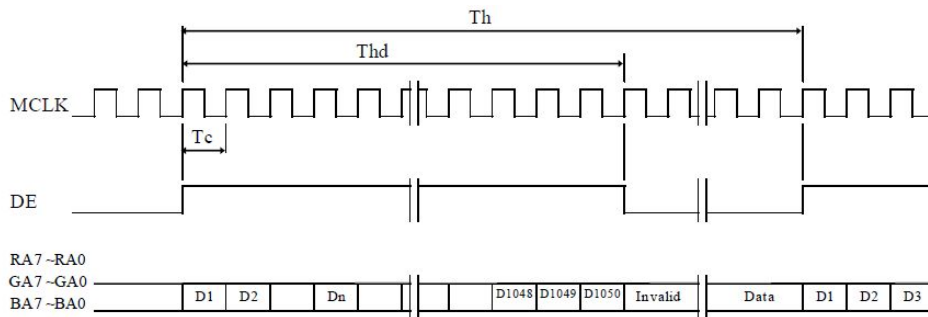 Th
Thd
MCLK
Tc
DE
RA7 ~RA0
GA7 ~GA0
BA7 ~BA0
D1 D2 Dn D1048 D1049 D1050 Invalid Data D1 D2 D3